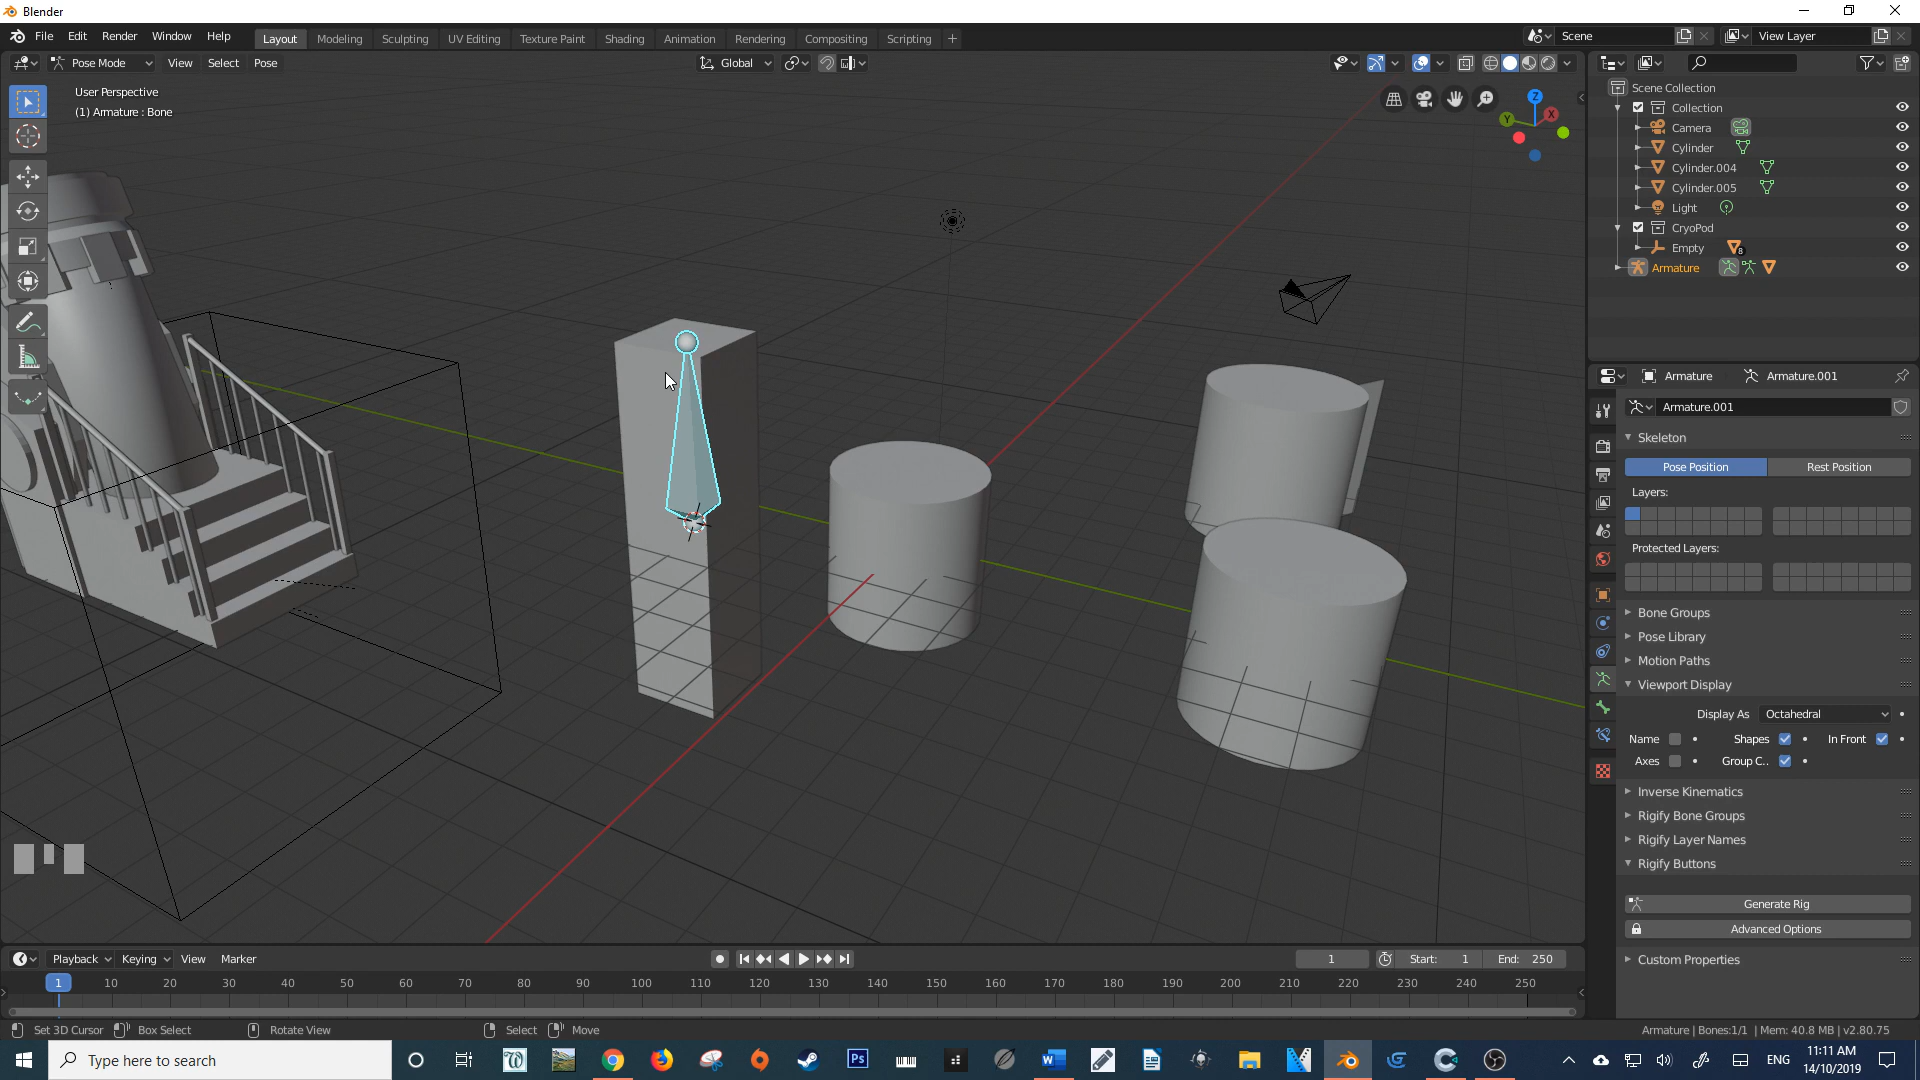 Blender
File Edit Render Window Help
Layout Modeling Sculpting UV Editing Texture Paint Shading Animation Rendering Compositing Scripting +
Scene
View Layer
Pose Mode View Select Pose
Global
User Perspective
(1) Armature : Bone
Z
X
Y
Scene Collection
Collection
Camera
Cylinder
Cylinder.004
Cylinder.005
Light
CryoPod
Empty
8
Armature
Armature Armature.001
Armature.001
Skeleton
Pose Position Rest Position
Layers:
Protected Layers:
Bone Groups
Pose Library
Motion Paths
Viewport Display
Display As Octahedral
Name Shapes In Front
Axes Group C..
Inverse Kinematics
Rigify Bone Groups
Rigify Layer Names
Rigify Buttons
Generate Rig
Advanced Options
Custom Properties
Playback Keying View Marker
1 Start: 1 End: 250
1 10 20 30 40 50 60 70 80 90 100 110 120 130 140 150 160 170 180 190 200 210 220 230 240 250
Set 3D Cursor Box Select Rotate View Select Move
Armature | Bones:1/1 | Mem: 40.8 MB | v2.80.75
Type here to search
Ps
ENG
11:11 AM
14/10/2019